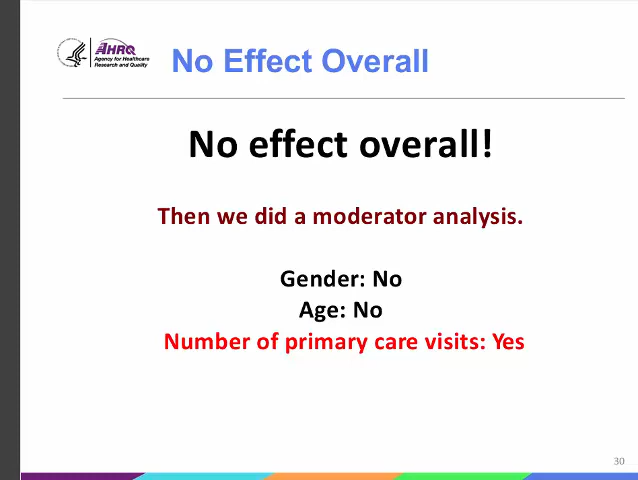 AHRQ
Agency for Healthcare
Research and Quality
No Effect Overall
No effect overall!
Then we did a moderator analysis.
Gender: No
Age: No
Number of primary care visits: Yes
30